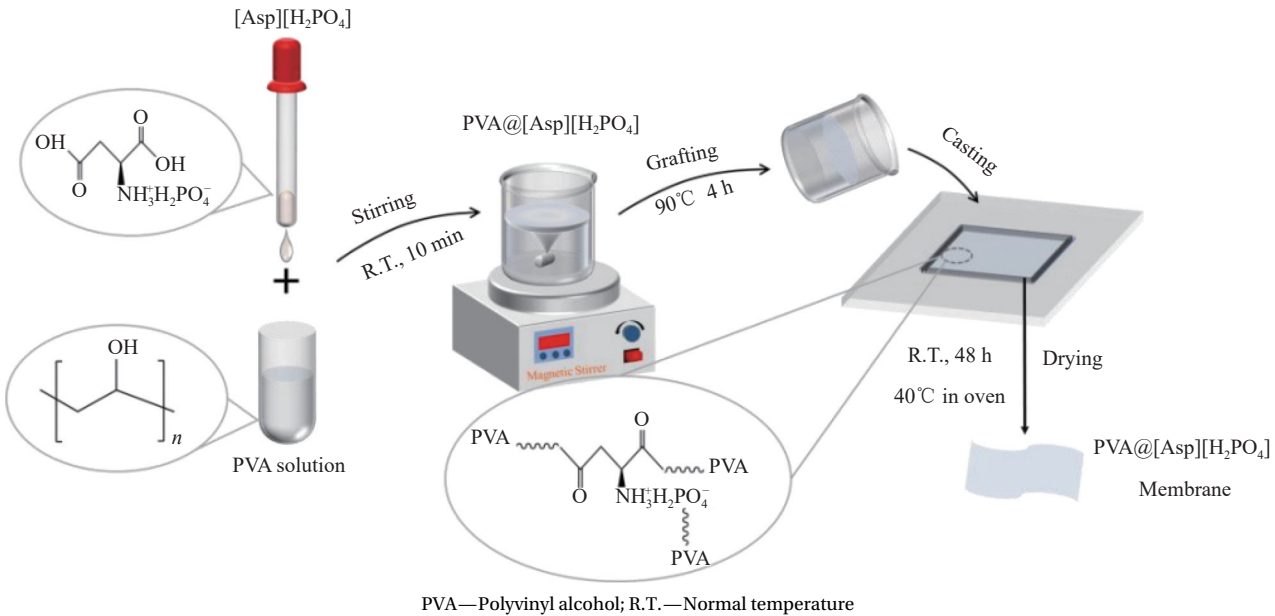 [Asp][H₂PO₄]
OH
O
O
OH
NH₃⁺H₂PO₄⁻
+
OH
n
PVA solution
Stirring
R.T., 10 min
PVA@[Asp][H₂PO₄]
Magnetic Stirret
Grafting
90℃ 4 h
Casting
R.T., 48 h
40℃ in oven
Drying
PVA@[Asp][H₂PO₄]
Membrane
PVA
O
O
PVA
NH₃⁺H₂PO₄⁻
PVA
PVA—Polyvinyl alcohol; R.T.—Normal temperature